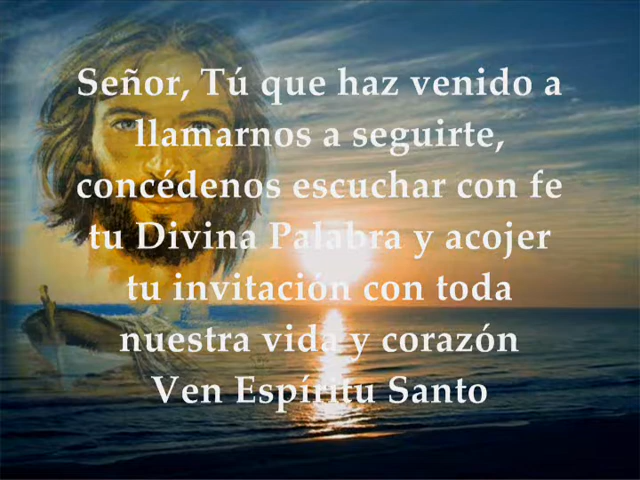 Señor, Tú que haz venido a
llamarnos a seguirte,
concédenos escuchar con fe
tu Divina Palabra y acojer
tu invitación con toda
nuestra vida y corazón
Ven Espíritu Santo